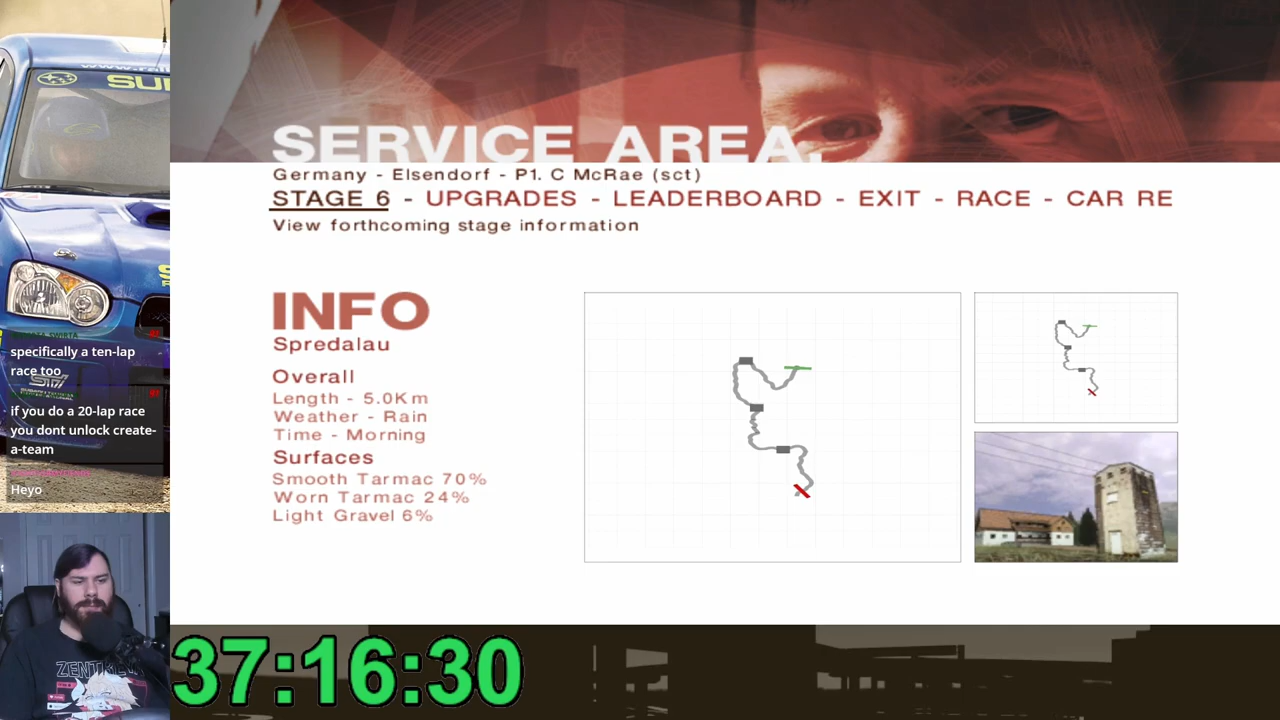 SU
SERVICE AREA.
Germany - Elsendorf - P1. C McRae (sct)
STAGE 6 - UPGRADES - LEADERBOARD - EXIT - RACE - CAR RE
View forthcoming stage information
INFO
Spredalau
Overall
Length - 5.0Km
Weather - Rain
Time - Morning
Surfaces
Smooth Tarmac 70%
Worn Tarmac 24%
Light Gravel 6%
specifically a ten-lap
race too
if you do a 20-lap race
you dont unlock create-
a-team
Heyo
37:16:30